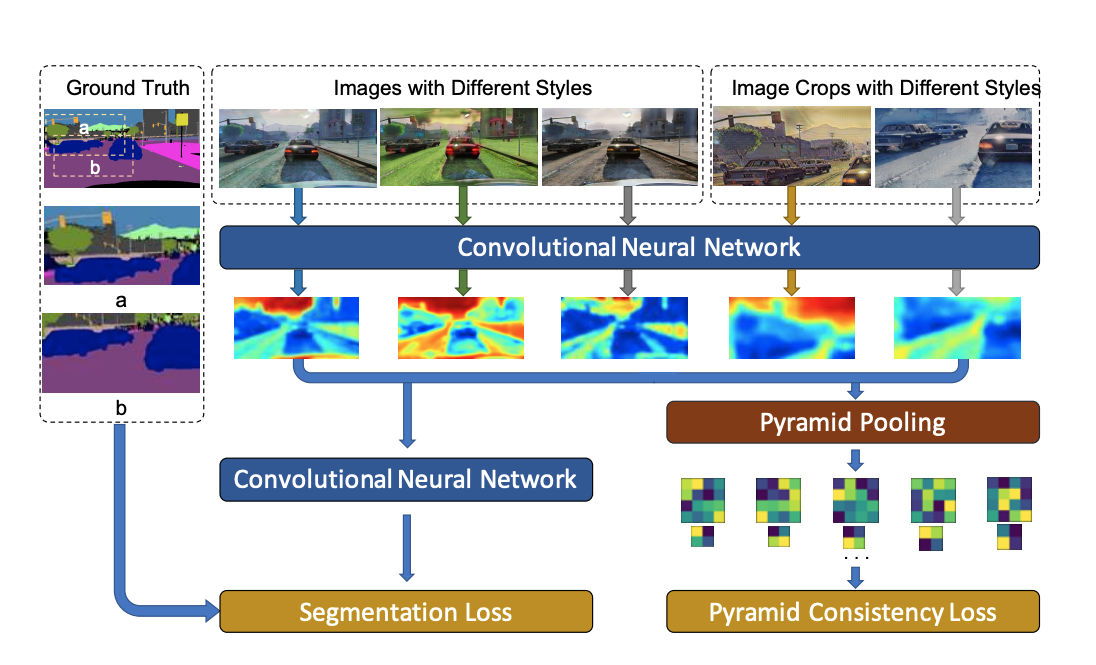 Ground Truth
Images with Different Styles
Image Crops with Different Styles
a
b
Convolutional Neural Network
a
b
Pyramid Pooling
Convolutional Neural Network
. . .
Segmentation Loss
Pyramid Consistency Loss